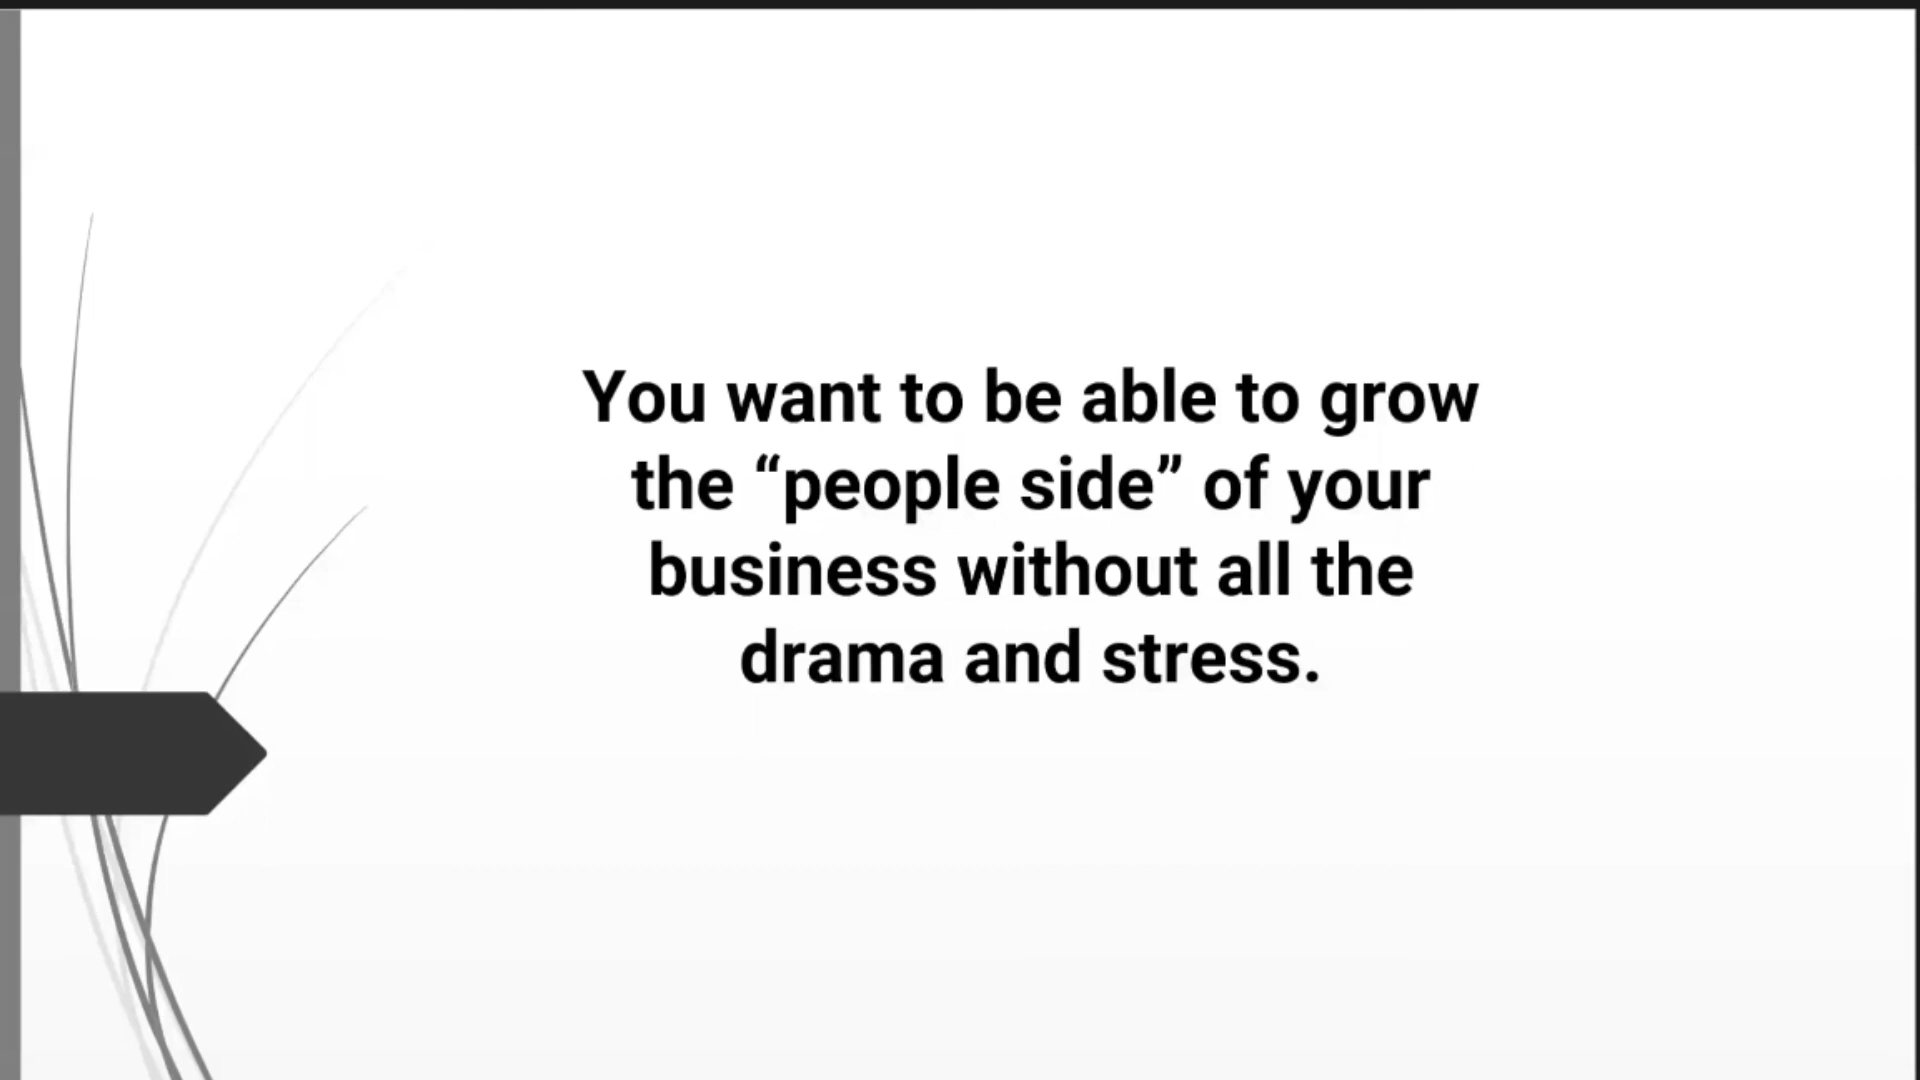 You want to be able to grow
the “people side” of your
business without all the
drama and stress.